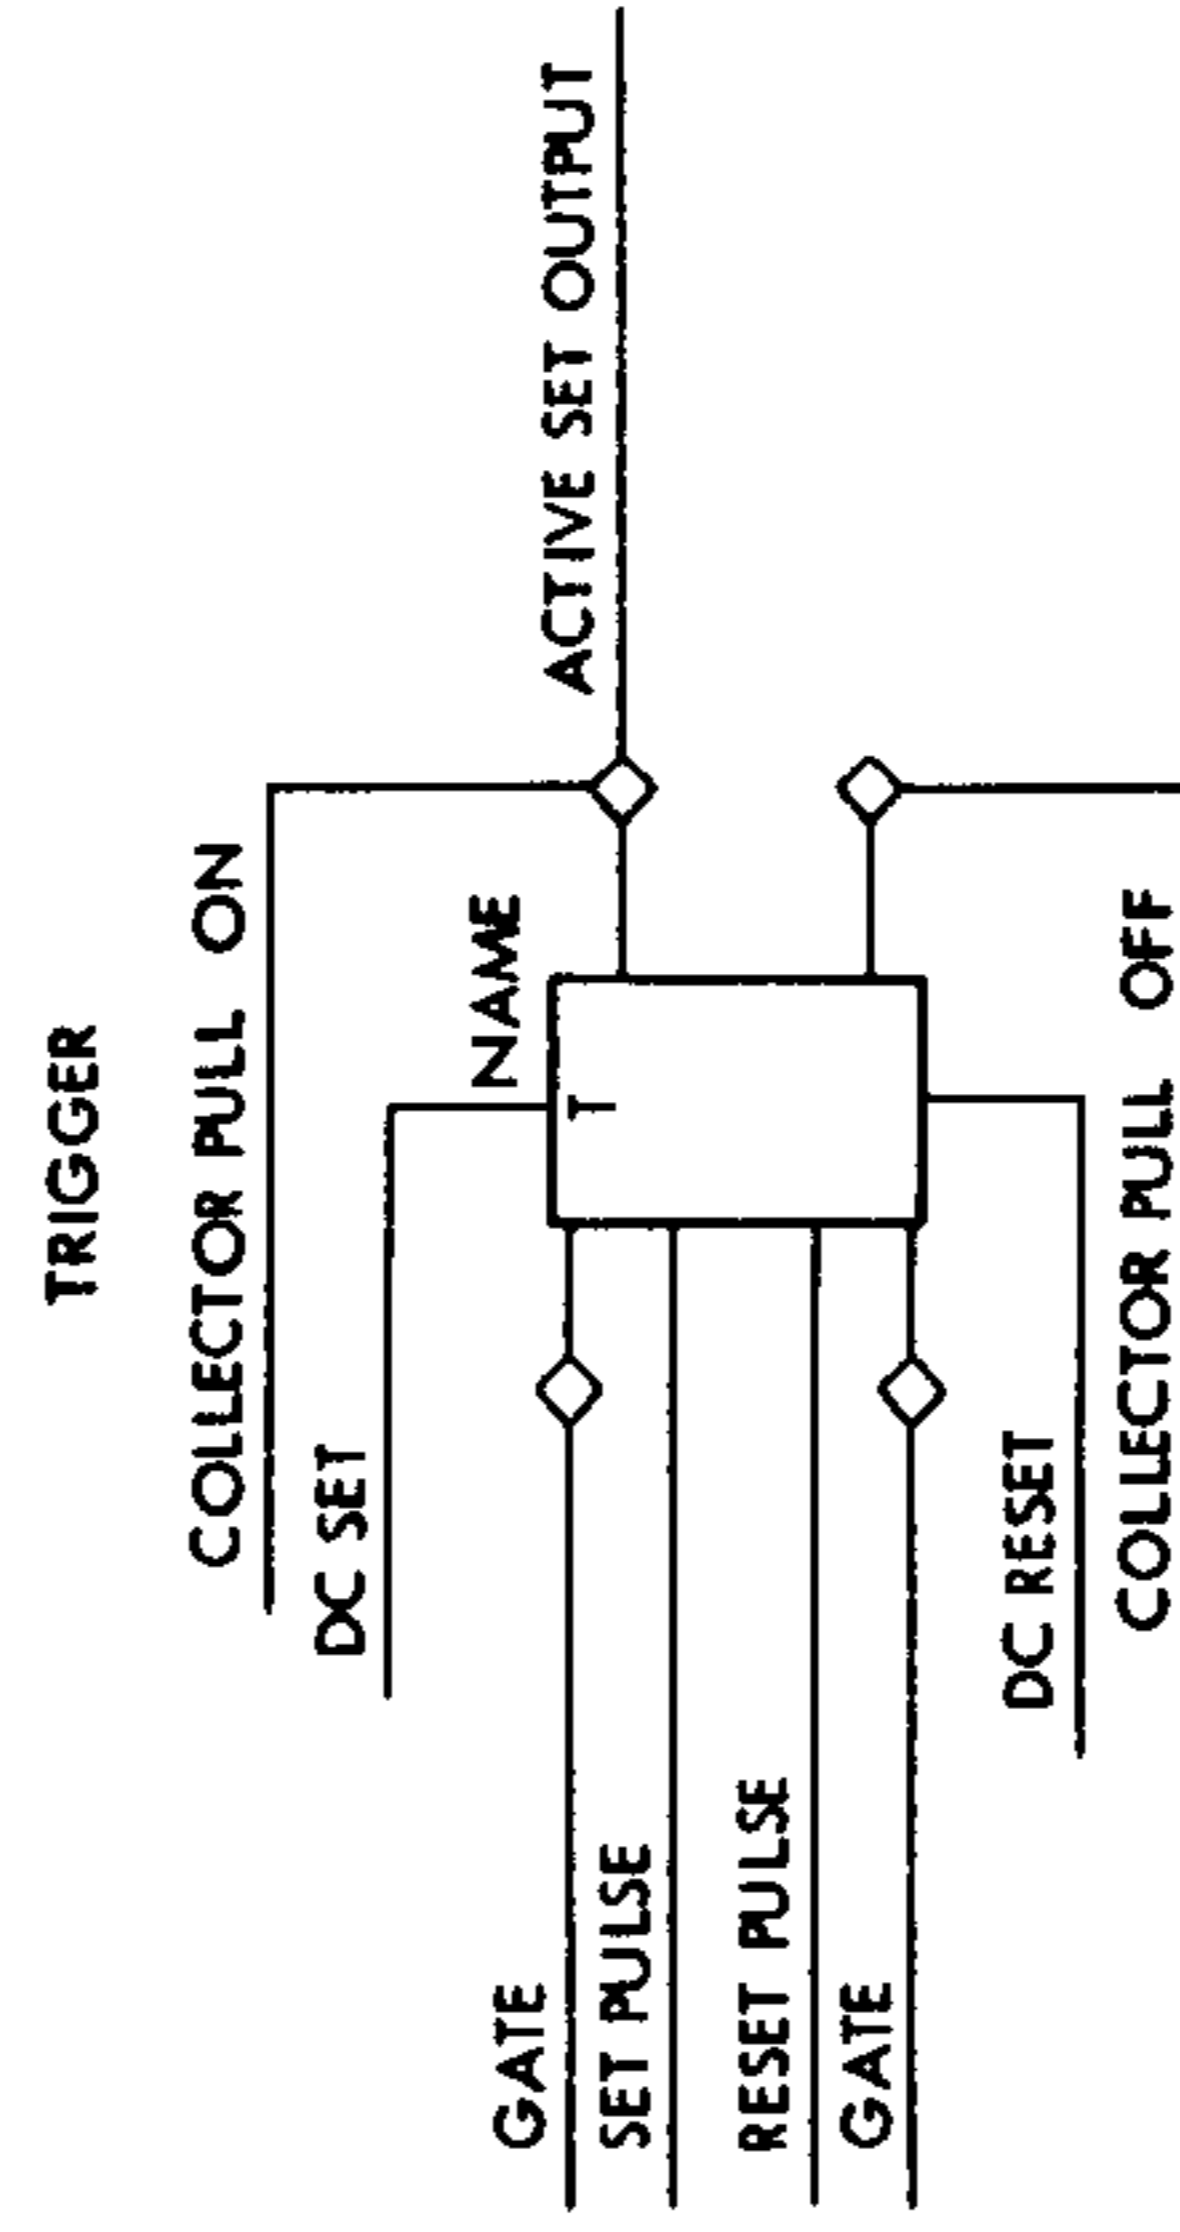 TRIGGER
COLLECTOR PULL ON
DC SET
NAME
ACTIVE SET OUTPUT
T
GATE
SET PULSE
RESET PULSE
GATE
DC RESET
COLLECTOR PULL OFF